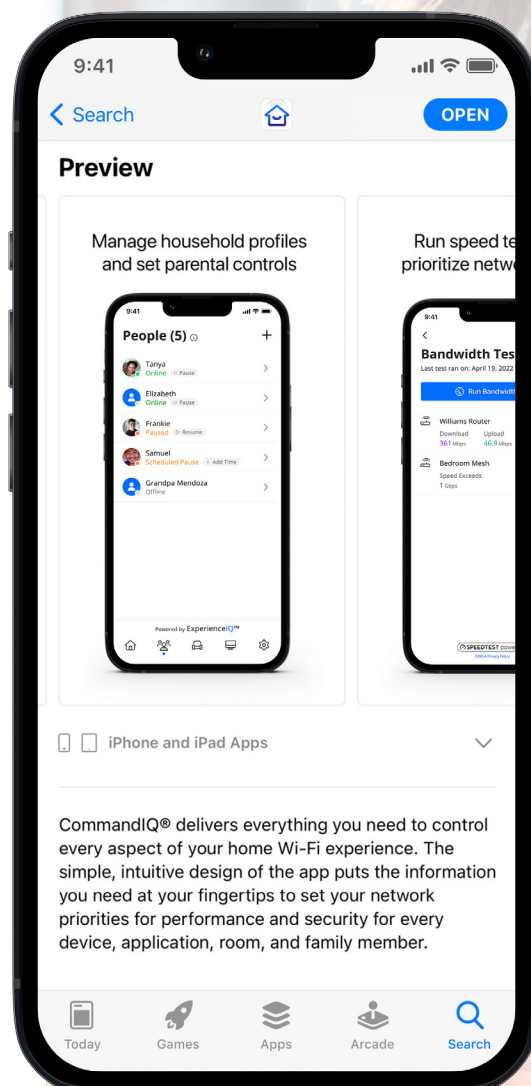 9:41
Search
OPEN
Preview
Manage household profiles
and set parental controls
9:41
People (5)
Tanya
Online Pause
Elizabeth
Online Pause
Frankie
Paused Resume
Samuel
Scheduled Pause + Add Time
Grandpa Mendoza
Offline
Powered by ExperienceIQ™
Run speed te
prioritize netwo
9:41
Bandwidth Tes
Last test ran on: April 19, 2022
Run Bandwidt
Williams Router
Download Upload
361 Mbps 46.9 Mbps
Bedroom Mesh
Speed Exceeds
1 Gbps
SPEEDTEST powe
iPhone and iPad Apps
CommandIQ® delivers everything you need to control
every aspect of your home Wi-Fi experience. The
simple, intuitive design of the app puts the information
you need at your fingertips to set your network
priorities for performance and security for every
device, application, room, and family member.
Today
Games
Apps
Arcade
Search